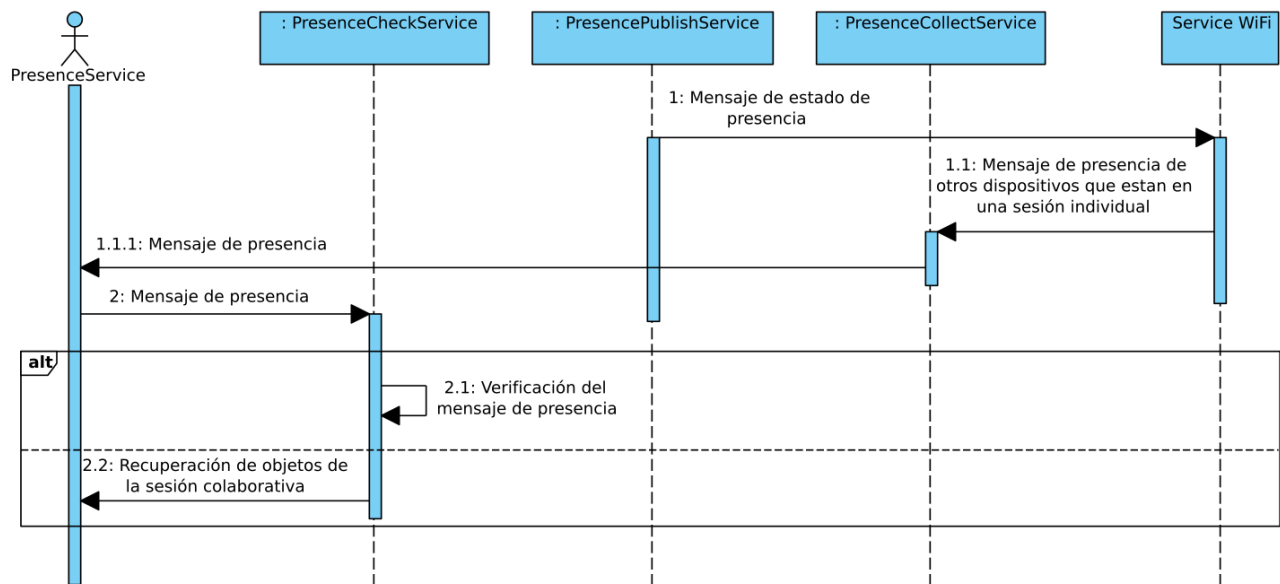 : PresenceCheckService
: PresencePublishService
: PresenceCollectService
Service WiFi
PresenceService
1: Mensaje de estado de
presencia
1.1: Mensaje de presencia de
otros dispositivos que estan en
una sesión individual
1.1.1: Mensaje de presencia
2: Mensaje de presencia
alt
2.1: Verificación del
mensaje de presencia
2.2: Recuperación de objetos de
la sesión colaborativa